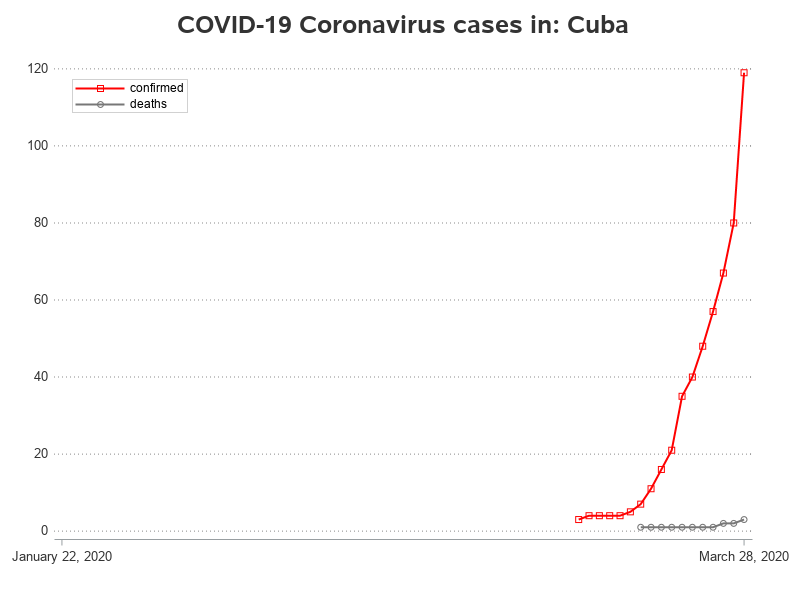 COVID-19 Coronavirus cases in: Cuba
120
confirmed
deaths
100
80
60
40
20
0
January 22, 2020
March 28, 2020